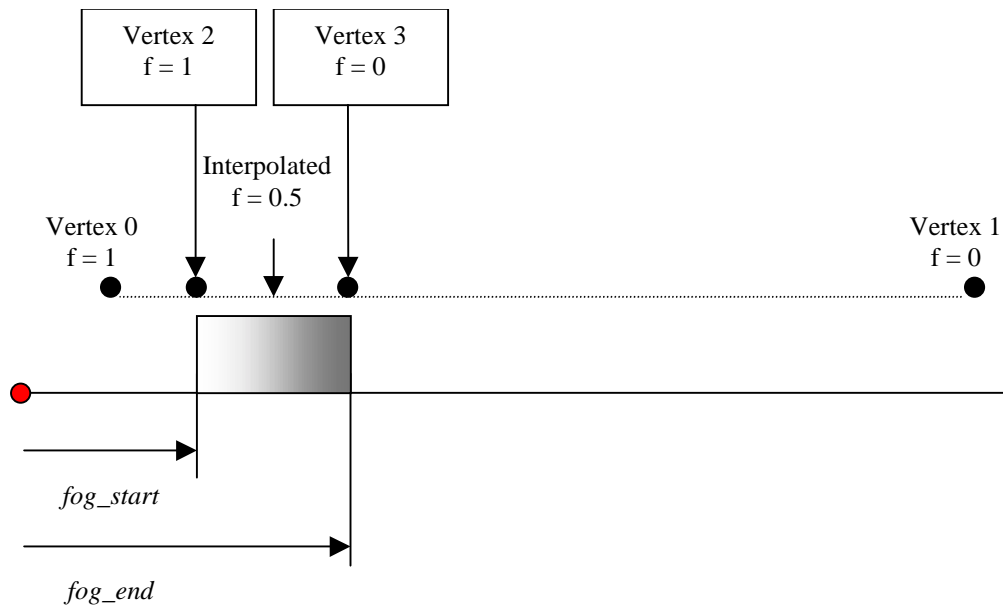 Vertex 2
f = 1
Vertex 3
f = 0
Interpolated
f = 0.5
Vertex 0
f = 1
Vertex 1
f = 0
fog_start
fog_end